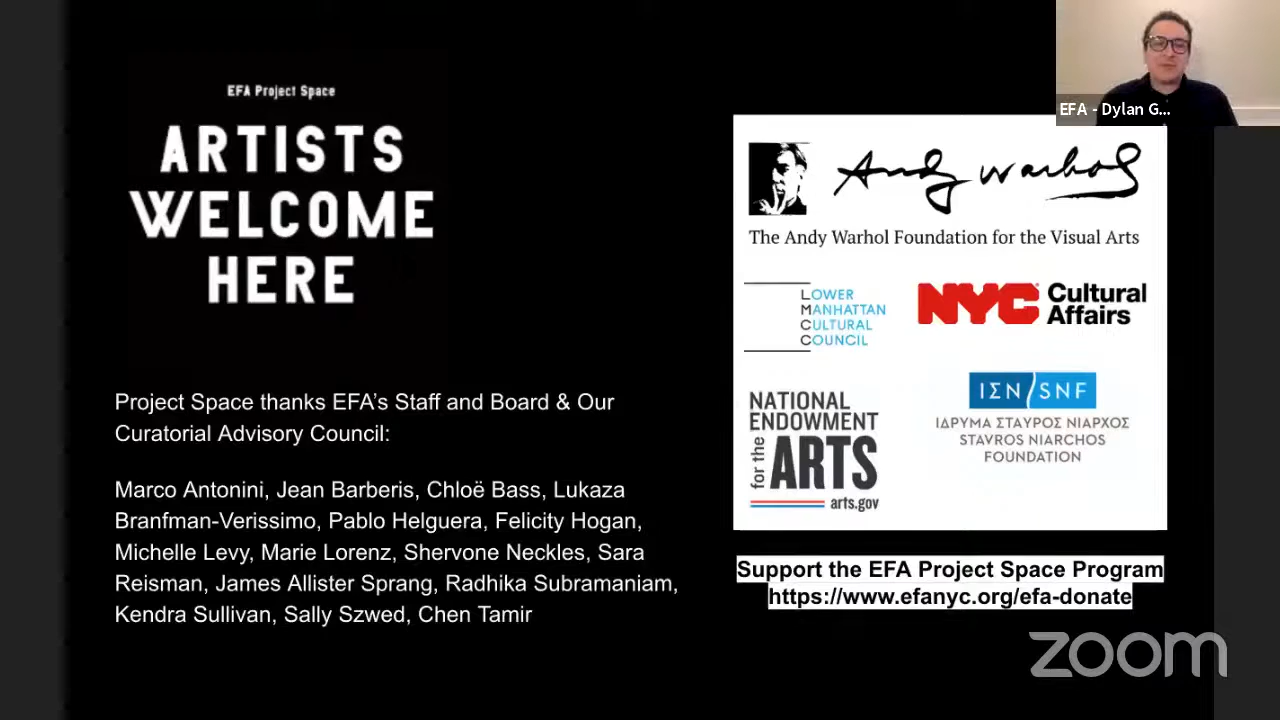 EFA Project Space
ARTISTS
WELCOME
HERE
Project Space thanks EFA’s Staff and Board & Our
Curatorial Advisory Council:
Marco Antonini, Jean Barberis, Chloë Bass, Lukaza
Branfman-Verissimo, Pablo Helguera, Felicity Hogan,
Michelle Levy, Marie Lorenz, Shervone Neckles, Sara
Reisman, James Allister Sprang, Radhika Subramaniam,
Kendra Sullivan, Sally Szwed, Chen Tamir
EFA - Dylan G...
Andy Warhol
The Andy Warhol Foundation for the Visual Arts
LOWER
MANHATTAN
CULTURAL
COUNCIL
NYC Cultural
Affairs
NATIONAL
ENDOWMENT
for the ARTS
arts.gov
ΙΣΝ/SNF
ΙΔΡΥΜΑ ΣΤΑΥΡΟΣ ΝΙΑΡΧΟΣ
STAVROS NIARCHOS
FOUNDATION
Support the EFA Project Space Program
https://www.efanyc.org/efa-donate
zoom